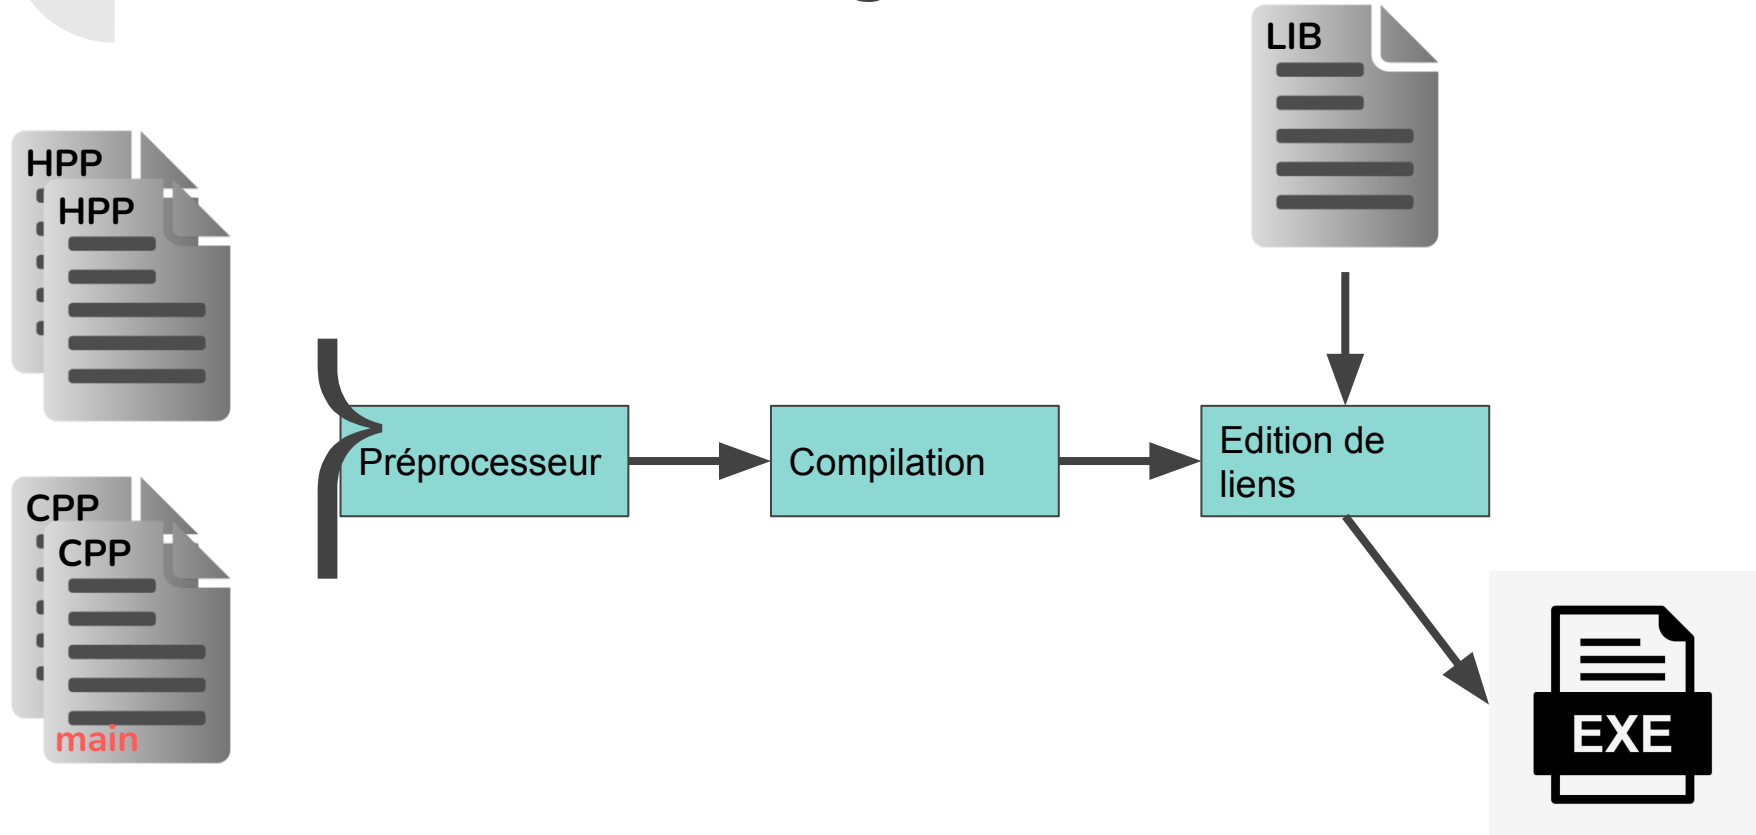 LIB
HPP
HPP
Préprocesseur
Compilation
Edition de
liens
CPP
CPP
main
EXE